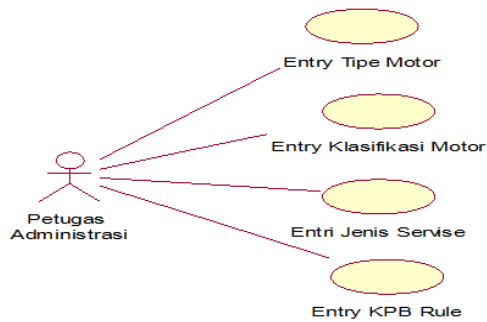 Entry Tipe Motor
Entry Klasifikasi Motor
Petugas
Administrasi
Entri Jenis Servise
Entry KPB Rule